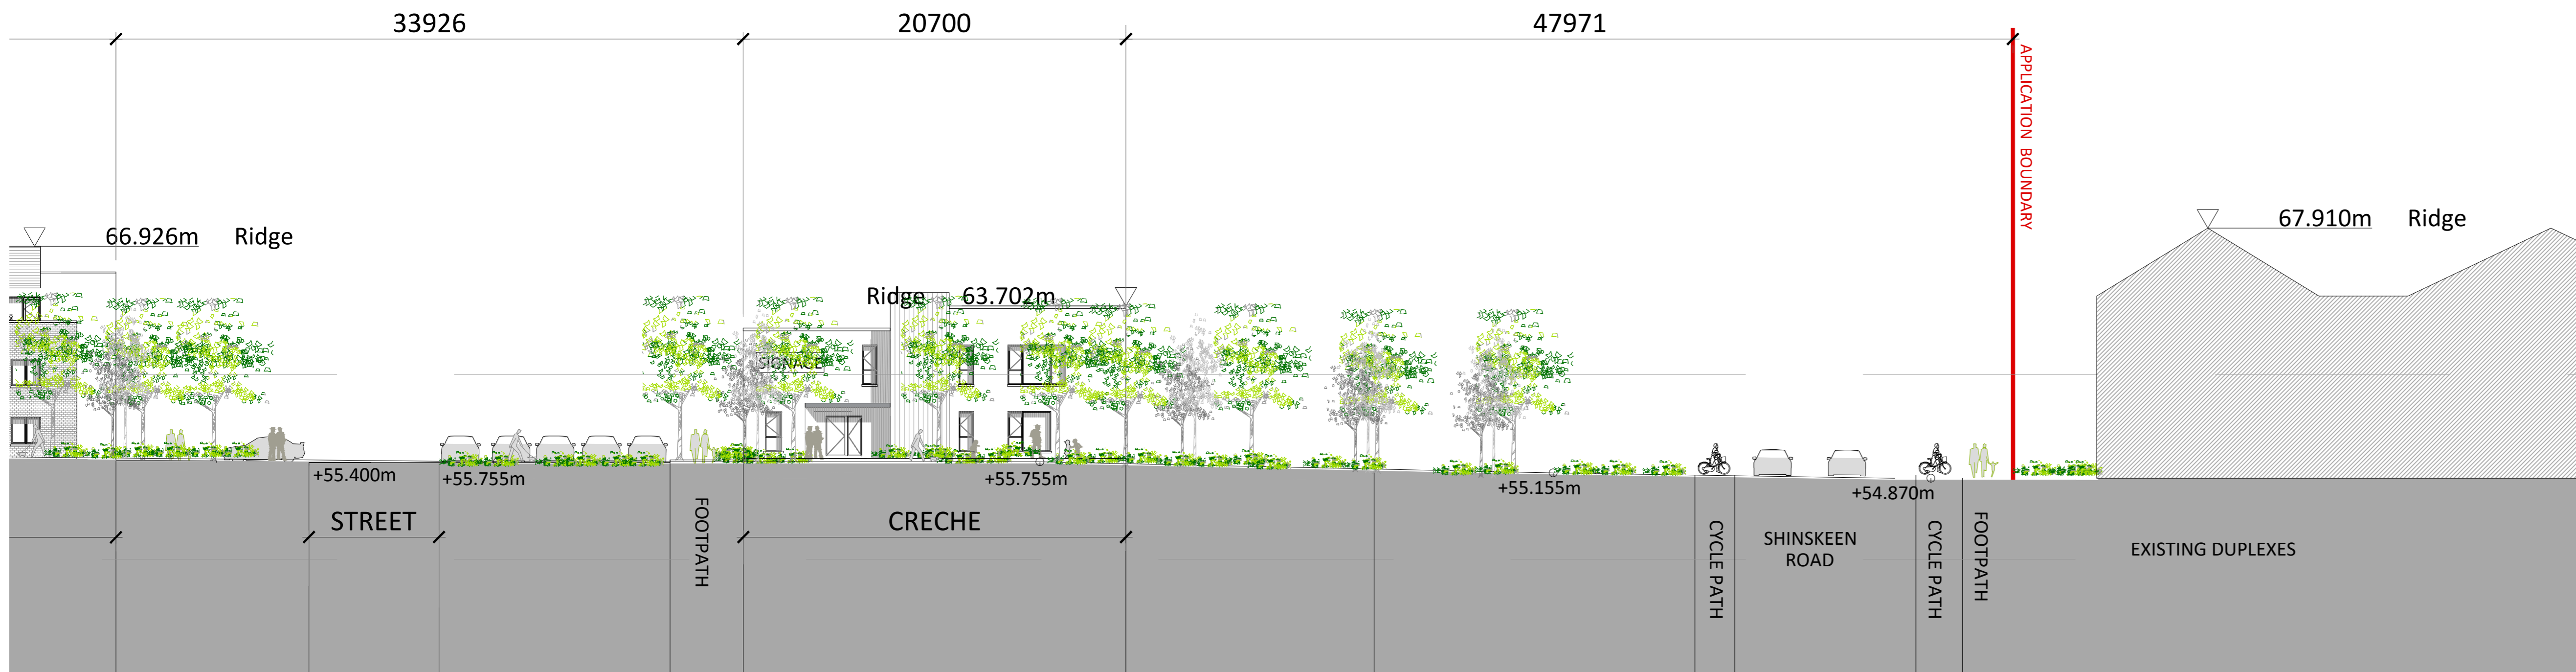 33926
20700
47971
APPLICATION BOUNDARY
66.926m Ridge
67.910m Ridge
Ridge 63.702m
SIGNAGE
+55.400m
+55.755m
+55.755m
+55.155m
+54.870m
STREET
FOOTPATH
CRECHE
CYCLE PATH
SHINSKEEN
ROAD
CYCLE PATH
FOOTPATH
EXISTING DUPLEXES